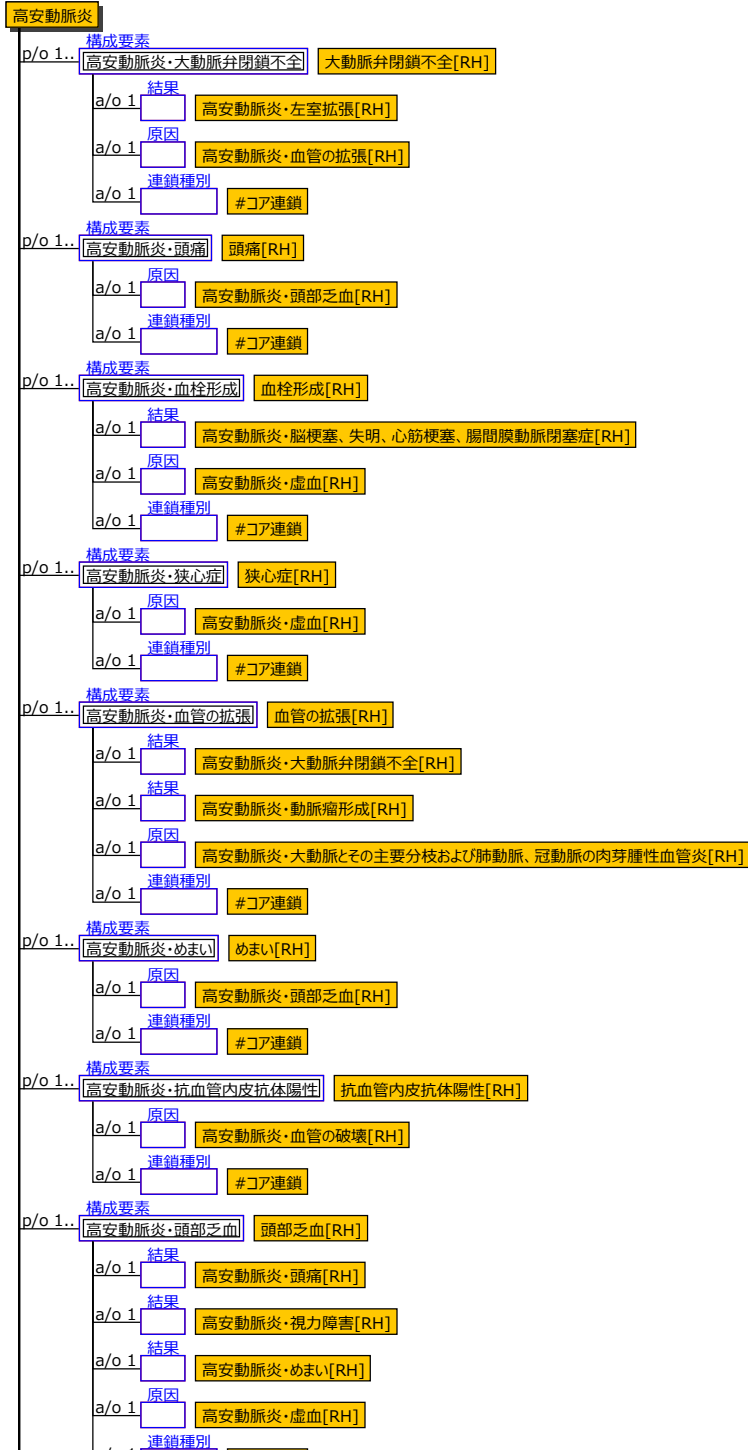 高安動脈炎
構成要素
p/o 1.. 高安動脈炎・大動脈弁閉鎖不全 大動脈弁閉鎖不全[RH]
結果
a/o 1 高安動脈炎・左室拡張[RH]
原因
a/o 1 高安動脈炎・血管の拡張[RH]
連鎖種別
a/o 1 #コア連鎖
構成要素
p/o 1.. 高安動脈炎・頭痛 頭痛[RH]
原因
a/o 1 高安動脈炎・頭部乏血[RH]
連鎖種別
a/o 1 #コア連鎖
構成要素
p/o 1.. 高安動脈炎・血栓形成 血栓形成[RH]
結果
a/o 1 高安動脈炎・脳梗塞、失明、心筋梗塞、腸間膜動脈閉塞症[RH]
原因
a/o 1 高安動脈炎・虚血[RH]
連鎖種別
a/o 1 #コア連鎖
構成要素
p/o 1.. 高安動脈炎・狭心症 狭心症[RH]
原因
a/o 1 高安動脈炎・虚血[RH]
連鎖種別
a/o 1 #コア連鎖
構成要素
p/o 1.. 高安動脈炎・血管の拡張 血管の拡張[RH]
結果
a/o 1 高安動脈炎・大動脈弁閉鎖不全[RH]
結果
a/o 1 高安動脈炎・動脈瘤形成[RH]
原因
a/o 1 高安動脈炎・大動脈とその主要分枝および肺動脈、冠動脈の肉芽腫性血管炎[RH]
連鎖種別
a/o 1 #コア連鎖
構成要素
p/o 1.. 高安動脈炎・めまい めまい[RH]
原因
a/o 1 高安動脈炎・頭部乏血[RH]
連鎖種別
a/o 1 #コア連鎖
構成要素
p/o 1.. 高安動脈炎・抗血管内皮抗体陽性 抗血管内皮抗体陽性[RH]
原因
a/o 1 高安動脈炎・血管の破壊[RH]
連鎖種別
a/o 1 #コア連鎖
構成要素
p/o 1.. 高安動脈炎・頭部乏血 頭部乏血[RH]
結果
a/o 1 高安動脈炎・頭痛[RH]
結果
a/o 1 高安動脈炎・視力障害[RH]
結果
a/o 1 高安動脈炎・めまい[RH]
原因
a/o 1 高安動脈炎・虚血[RH]
連鎖種別